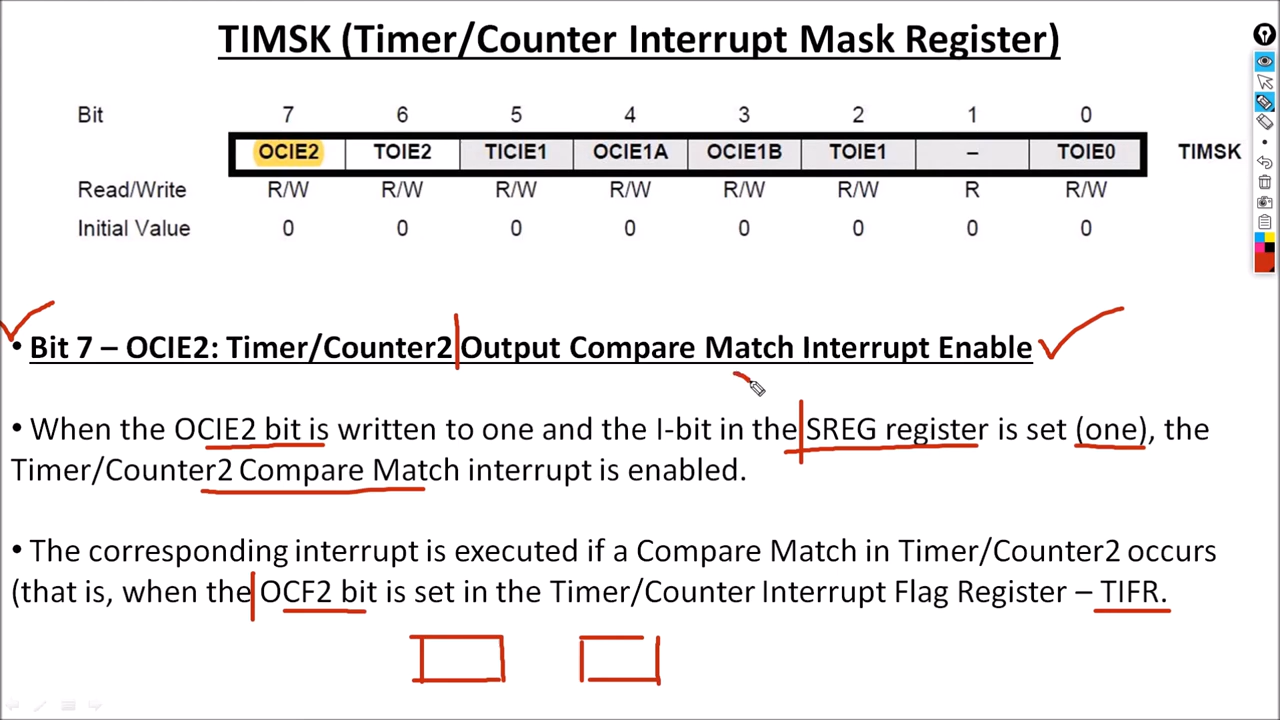 TIMSK (Timer/Counter Interrupt Mask Register)
Bit 7 6 5 4 3 2 1 0
OCIE2 TOIE2 TICIE1 OCIE1A OCIE1B TOIE1 – TOIE0 TIMSK
Read/Write R/W R/W R/W R/W R/W R/W R R/W
Initial Value 0 0 0 0 0 0 0 0
• Bit 7 – OCIE2: Timer/Counter2 Output Compare Match Interrupt Enable
• When the OCIE2 bit is written to one and the I-bit in the SREG register is set (one), the
Timer/Counter2 Compare Match interrupt is enabled.
• The corresponding interrupt is executed if a Compare Match in Timer/Counter2 occurs
(that is, when the OCF2 bit is set in the Timer/Counter Interrupt Flag Register – TIFR.